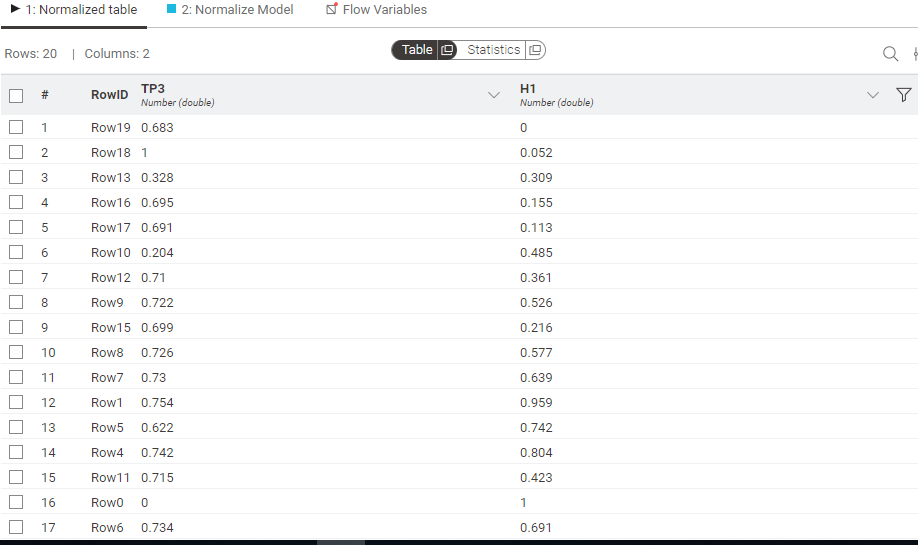 1: Normalized table 2: Normalize Model Flow Variables
Rows: 20 | Columns: 2 Table Statistics
# RowID TP3 H1
Number (double) Number (double)
1 Row19 0.683 0
2 Row18 1 0.052
3 Row13 0.328 0.309
4 Row16 0.695 0.155
5 Row17 0.691 0.113
6 Row10 0.204 0.485
7 Row12 0.71 0.361
8 Row9 0.722 0.526
9 Row15 0.699 0.216
10 Row8 0.726 0.577
11 Row7 0.73 0.639
12 Row1 0.754 0.959
13 Row5 0.622 0.742
14 Row4 0.742 0.804
15 Row11 0.715 0.423
16 Row0 0 1
17 Row6 0.734 0.691